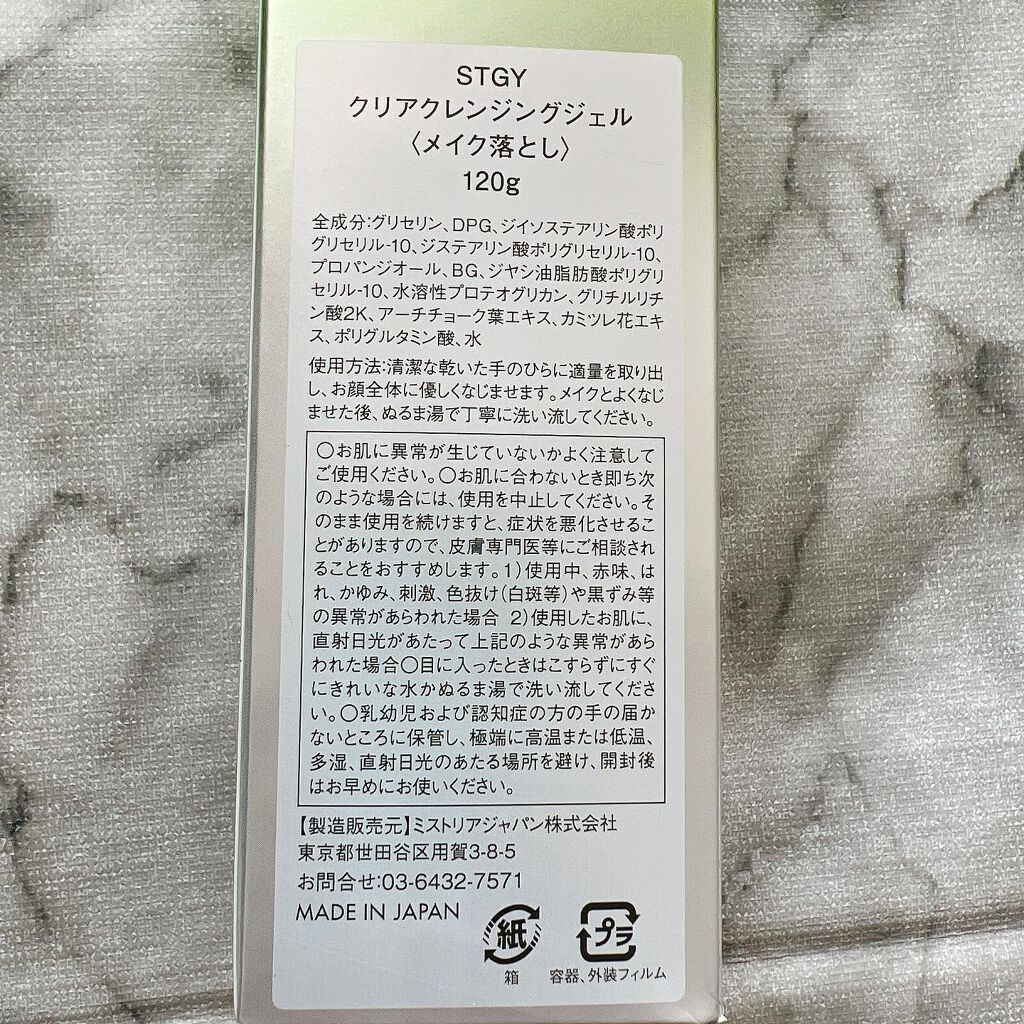 STGY
クリアクレンジングジェル
〈メイク落とし〉
120g
全成分:グリセリン、DPG、ジイソステアリン酸ポリ
グリセリル-10、ジステアリン酸ポリグリセリル-10、
プロパンジオール、BG、ジヤシ油脂肪酸ポリグリ
セリル-10、水溶性プロテオグリカン、グリチルリチ
ン酸2K、アーチチョーク葉エキス、カミツレ花エキ
ス、ポリグルタミン酸、水
使用方法:清潔な乾いた手のひらに適量を取り出
し、お顔全体に優しくなじませます。メイクとよくなじ
ませた後、ぬるま湯で丁寧に洗い流してください。
〇お肌に異常が生じていないかよく注意して
ご使用ください。〇お肌に合わないとき即ち次
のような場合には、使用を中止してください。そ
のまま使用を続けますと、症状を悪化させるこ
とがありますので、皮膚専門医等にご相談され
ることをおすすめします。1)使用中、赤味、は
れ、かゆみ、刺激、色抜け(白斑等)や黒ずみ等
の異常があらわれた場合 2)使用したお肌に、
直射日光があたって上記のような異常があら
われた場合〇目に入ったときはこすらずにすぐ
にきれいな水かぬるま湯で洗い流してくださ
い。〇乳幼児および認知症の方の手の届か
ないところに保管し、極端に高温または低温、
多湿、直射日光のあたる場所を避け、開封後
はお早めにお使いください。
【製造販売元】ミストリアジャパン株式会社
東京都世田谷区用賀3-8-5
お問合せ:03-6432-7571
MADE IN JAPAN
紙 プラ
箱 容器、外装フィルム